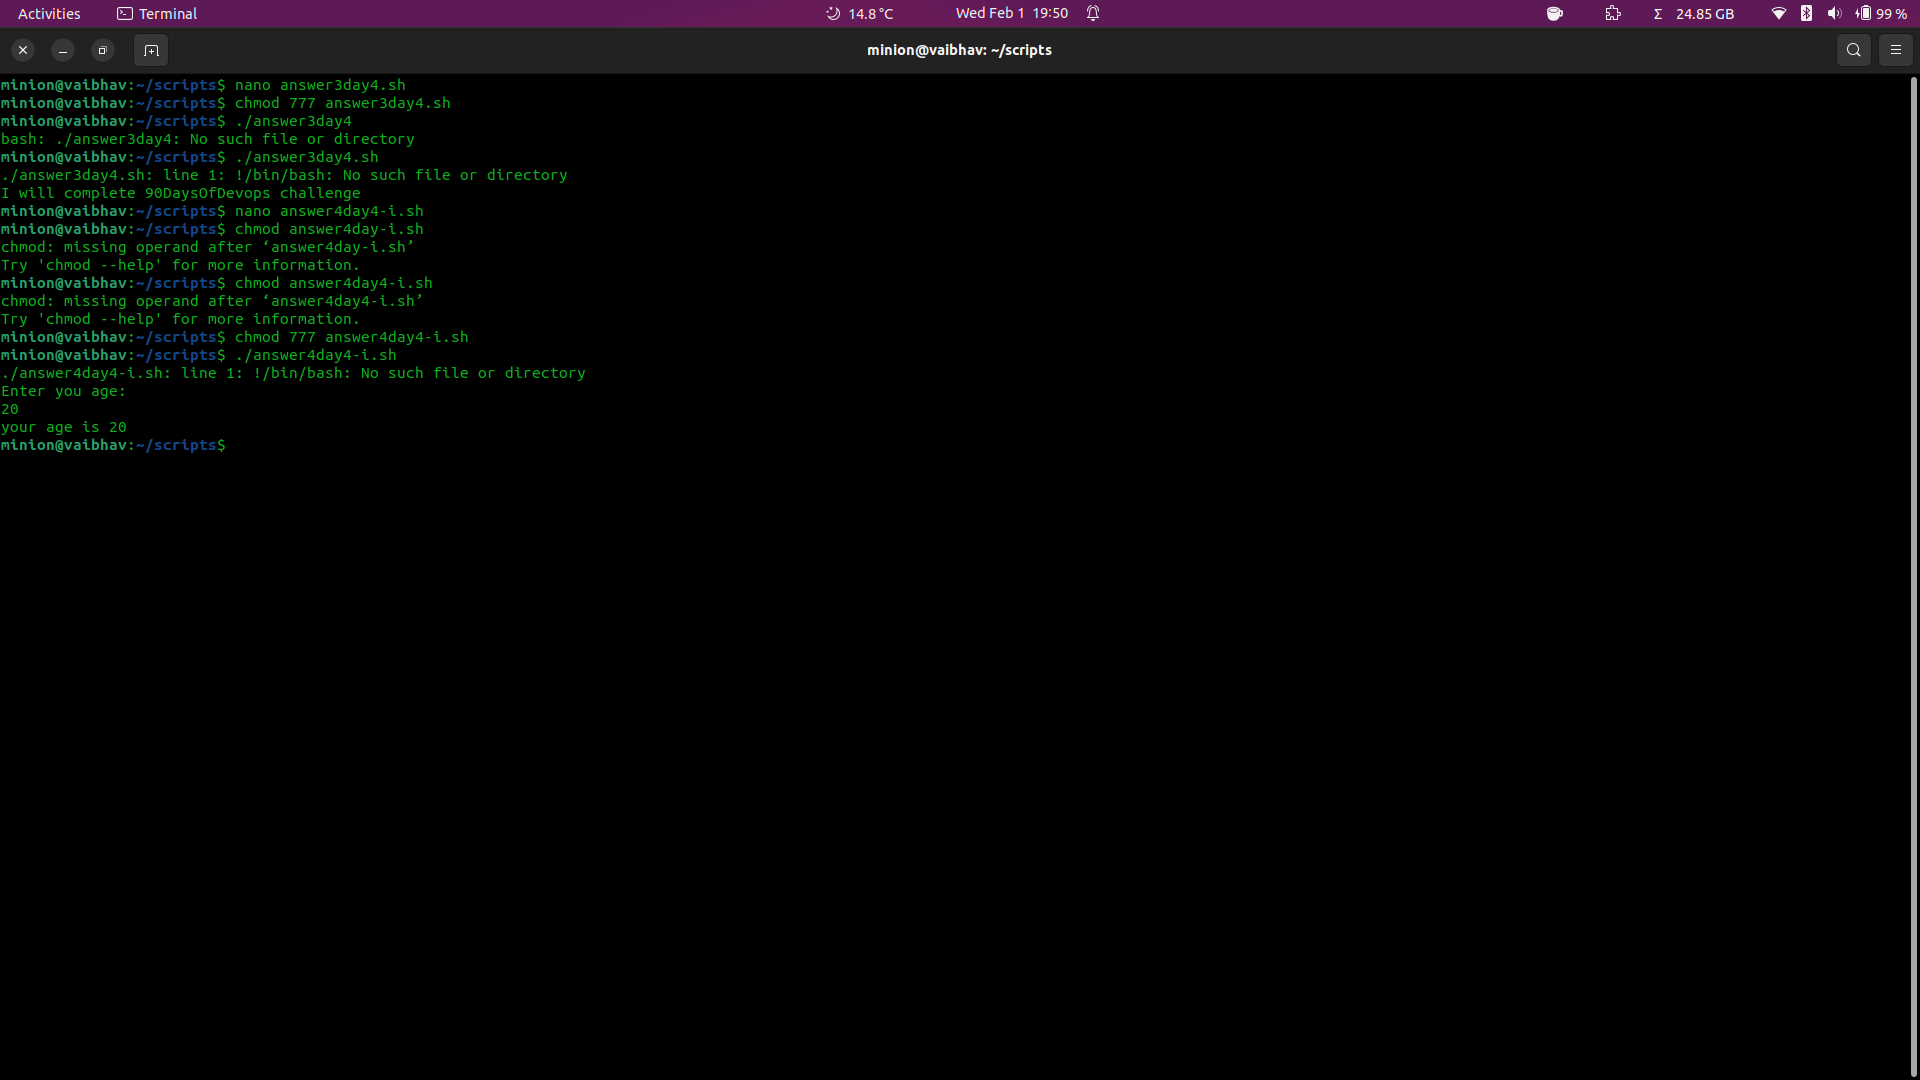 Activities Terminal 14.8 °C Wed Feb 1 19:50 Σ 24.85 GB 99 %
minion@vaibhav: ~/scripts
minion@vaibhav:~/scripts$ nano answer3day4.sh
minion@vaibhav:~/scripts$ chmod 777 answer3day4.sh
minion@vaibhav:~/scripts$ ./answer3day4
bash: ./answer3day4: No such file or directory
minion@vaibhav:~/scripts$ ./answer3day4.sh
./answer3day4.sh: line 1: !/bin/bash: No such file or directory
I will complete 90DaysOfDevops challenge
minion@vaibhav:~/scripts$ nano answer4day4-i.sh
minion@vaibhav:~/scripts$ chmod answer4day-i.sh
chmod: missing operand after ‘answer4day-i.sh’
Try 'chmod --help' for more information.
minion@vaibhav:~/scripts$ chmod answer4day4-i.sh
chmod: missing operand after ‘answer4day4-i.sh’
Try 'chmod --help' for more information.
minion@vaibhav:~/scripts$ chmod 777 answer4day4-i.sh
minion@vaibhav:~/scripts$ ./answer4day4-i.sh
./answer4day4-i.sh: line 1: !/bin/bash: No such file or directory
Enter you age:
20
your age is 20
minion@vaibhav:~/scripts$